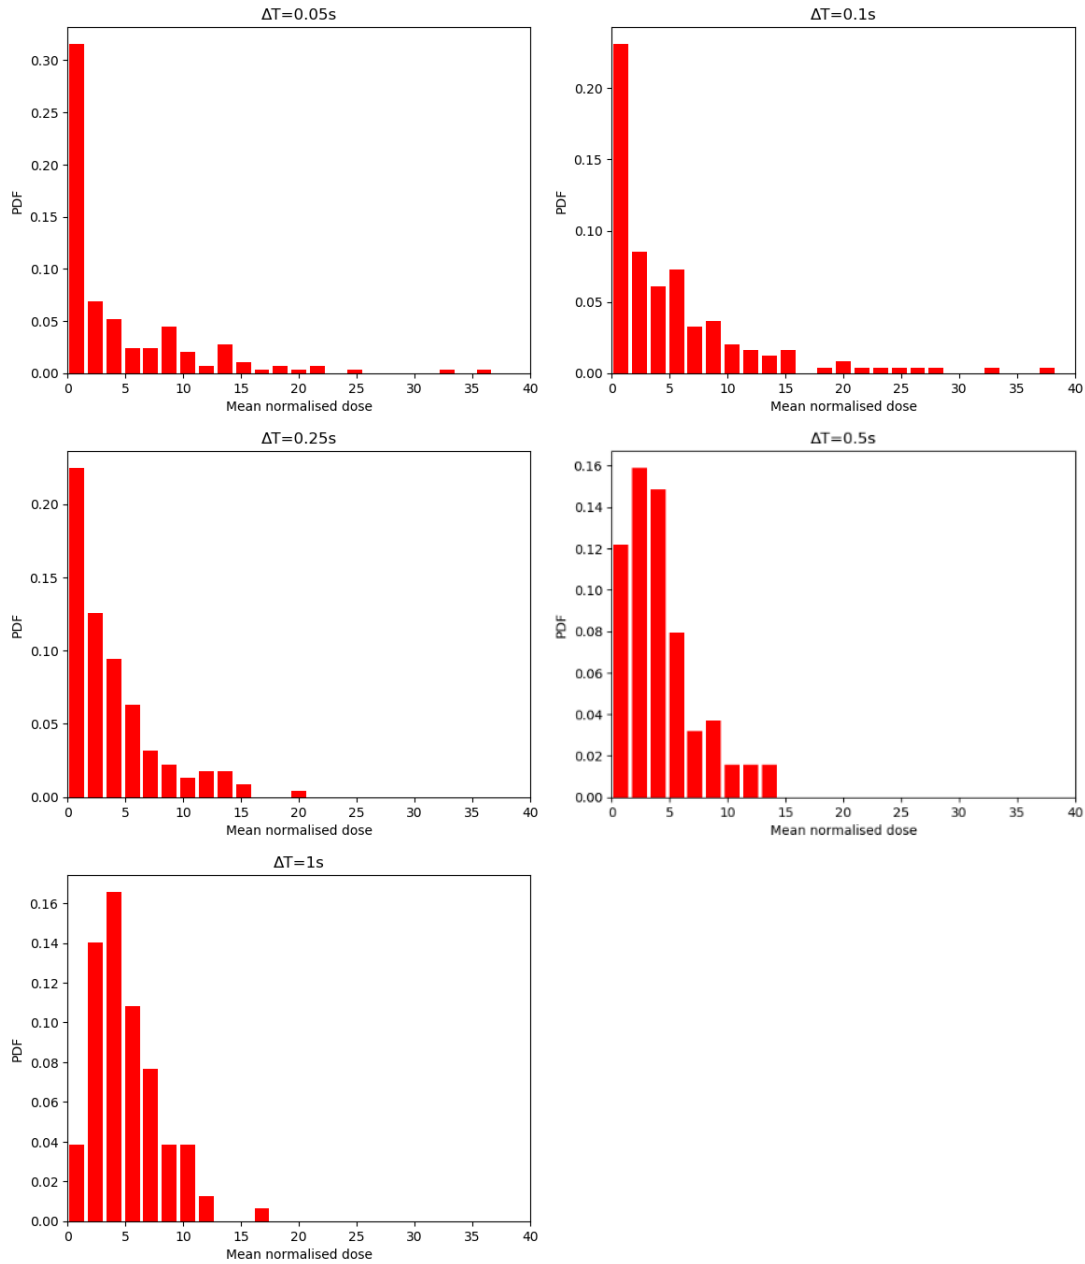 ΔT=0.05s
0.30
0.25
0.20
0.15
0.10
0.05
0.00
PDF
0 5 10 15 20 25 30 35 40
Mean normalised dose
ΔT=0.1s
0.20
0.15
0.10
0.05
0.00
PDF
0 5 10 15 20 25 30 35 40
Mean normalised dose
ΔT=0.25s
0.20
0.15
0.10
0.05
0.00
PDF
0 5 10 15 20 25 30 35 40
Mean normalised dose
ΔT=0.5s
0.16
0.14
0.12
0.10
0.08
0.06
0.04
0.02
0.00
PDF
0 5 10 15 20 25 30 35 40
Mean normalised dose
ΔT=1s
0.16
0.14
0.12
0.10
0.08
0.06
0.04
0.02
0.00
PDF
0 5 10 15 20 25 30 35 40
Mean normalised dose